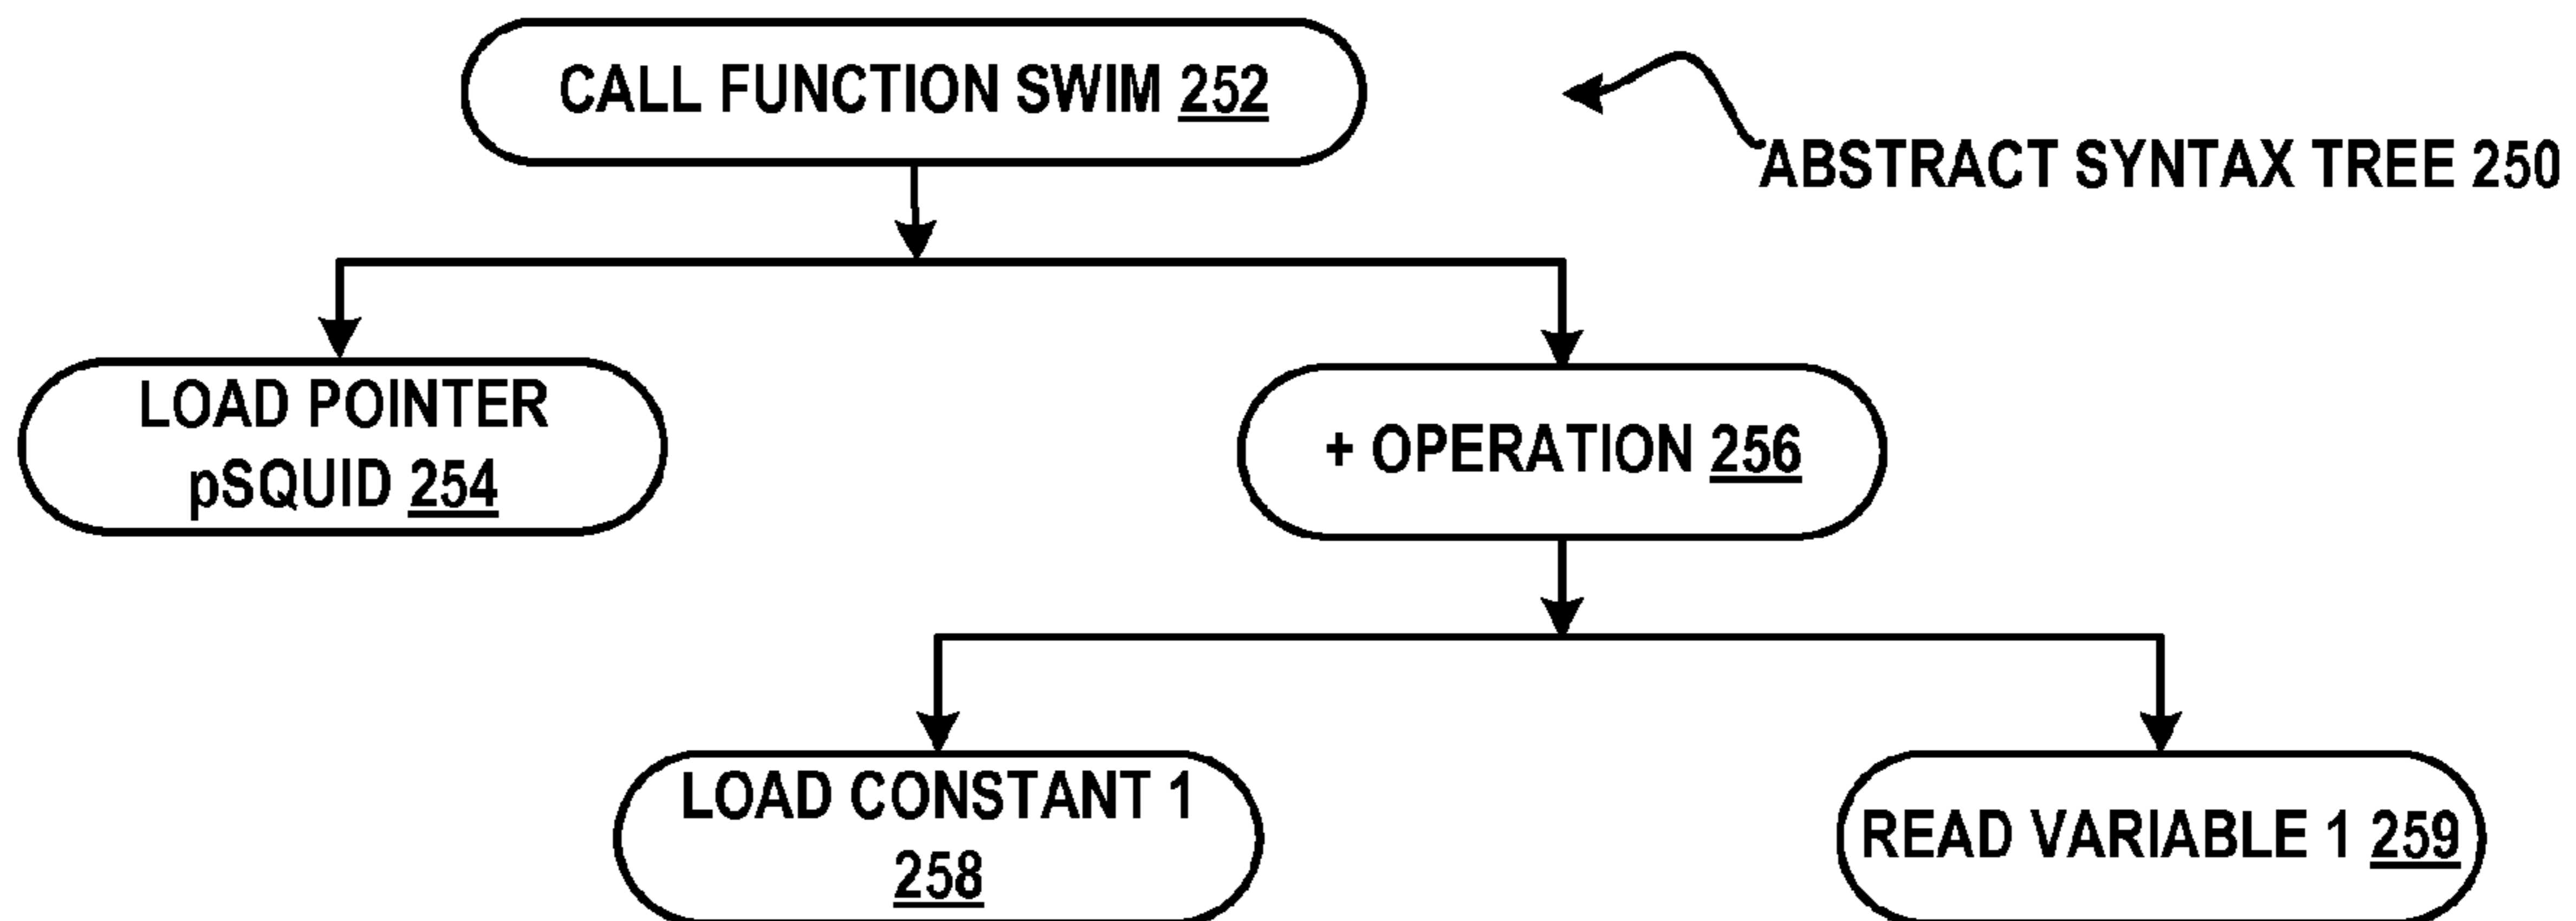 CALL FUNCTION SWIM 252
ABSTRACT SYNTAX TREE 250
LOAD POINTER
pSQUID 254
+ OPERATION 256
LOAD CONSTANT 1
258
READ VARIABLE 1 259